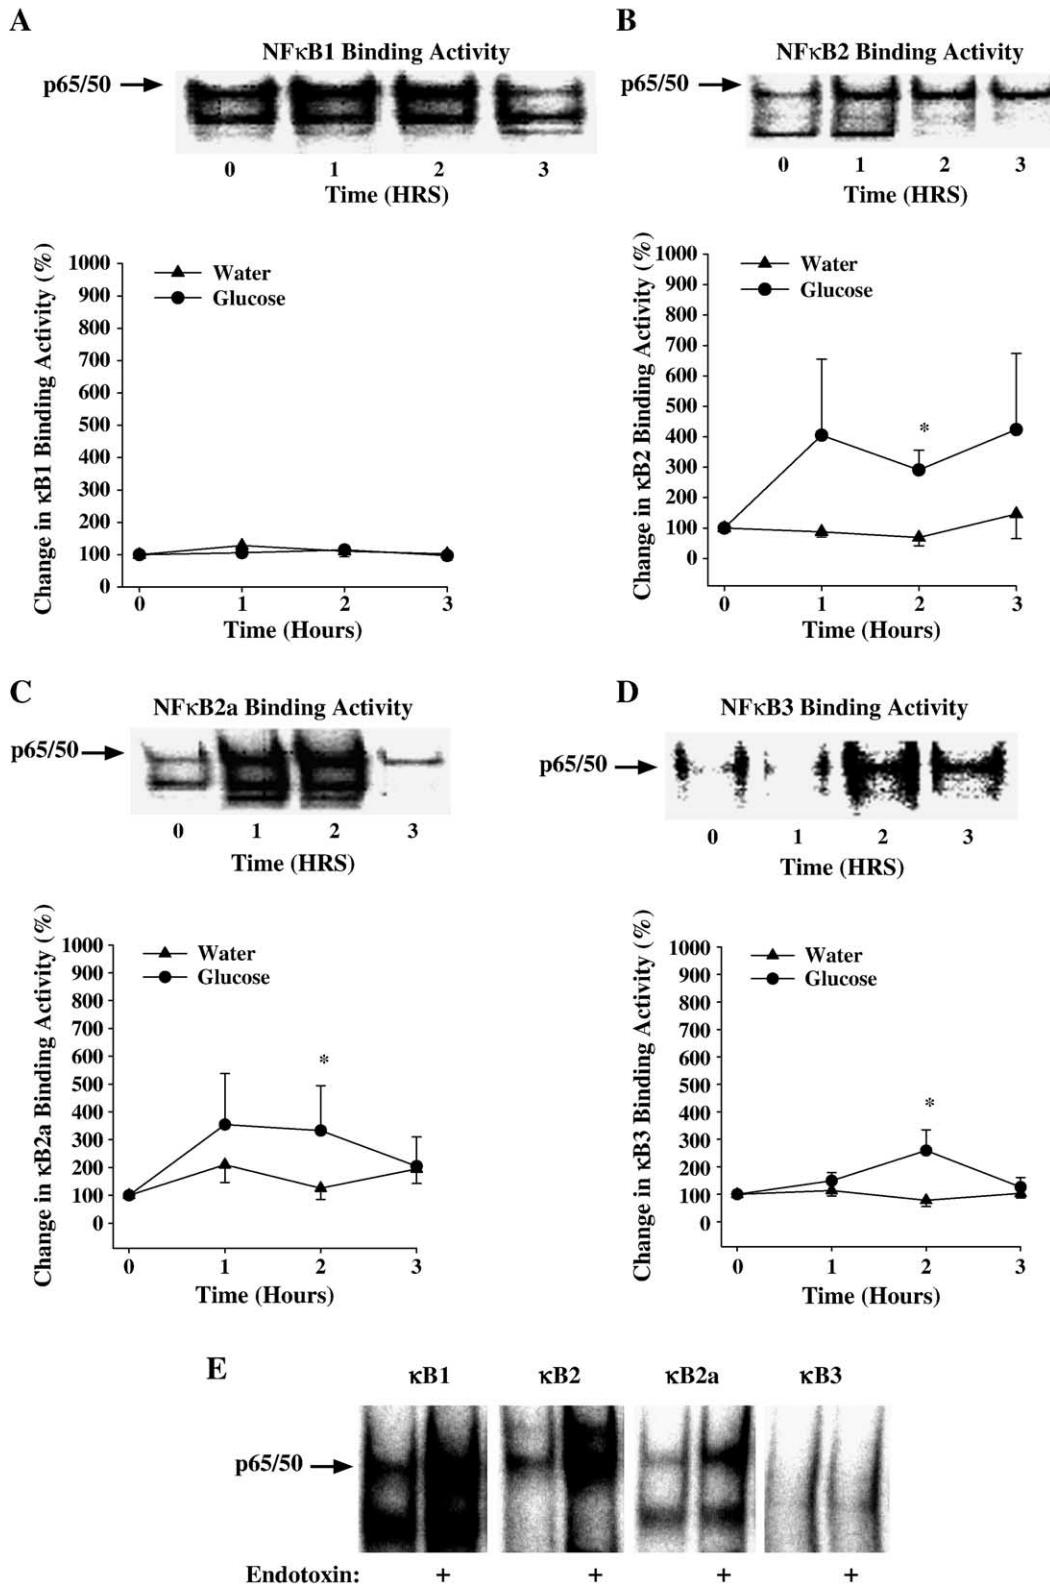 A
NFκB1 Binding Activity
p65/50
0 1 2 3
Time (HRS)
Change in κB1 Binding Activity (%)
1000
900
800
700
600
500
400
300
200
100
0
Water
Glucose
0 1 2 3
Time (Hours)
B
NFκB2 Binding Activity
p65/50
0 1 2 3
Time (HRS)
Change in κB2 Binding Activity (%)
1000
900
800
700
600
500
400
300
200
100
0
Water
Glucose
*
0 1 2 3
Time (Hours)
C
NFκB2a Binding Activity
p65/50
0 1 2 3
Time (HRS)
Change in κB2a Binding Activity (%)
1000
900
800
700
600
500
400
300
200
100
0
Water
Glucose
*
0 1 2 3
Time (Hours)
D
NFκB3 Binding Activity
p65/50
0 1 2 3
Time (HRS)
Change in κB3 Binding Activity (%)
1000
900
800
700
600
500
400
300
200
100
0
Water
Glucose
*
0 1 2 3
Time (Hours)
E
κB1 κB2 κB2a κB3
p65/50
Endotoxin: + + + +